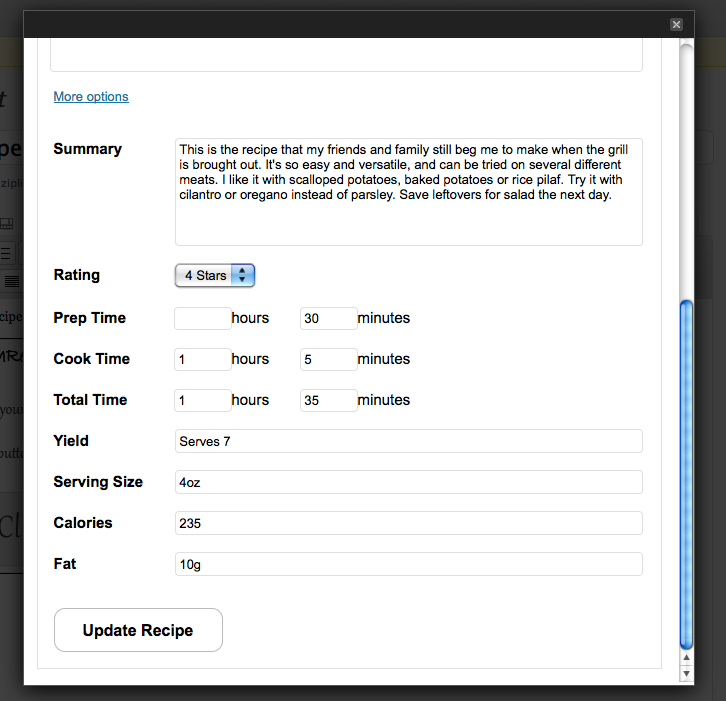 More options
Summary
This is the recipe that my friends and family still beg me to make when the grill
is brought out. It's so easy and versatile, and can be tried on several different
meats. I like it with scalloped potatoes, baked potatoes or rice pilaf. Try it with
cilantro or oregano instead of parsley. Save leftovers for salad the next day.
Rating 4 Stars
Prep Time hours 30 minutes
Cook Time 1 hours 5 minutes
Total Time 1 hours 35 minutes
Yield Serves 7
Serving Size 4oz
Calories 235
Fat 10g
Update Recipe